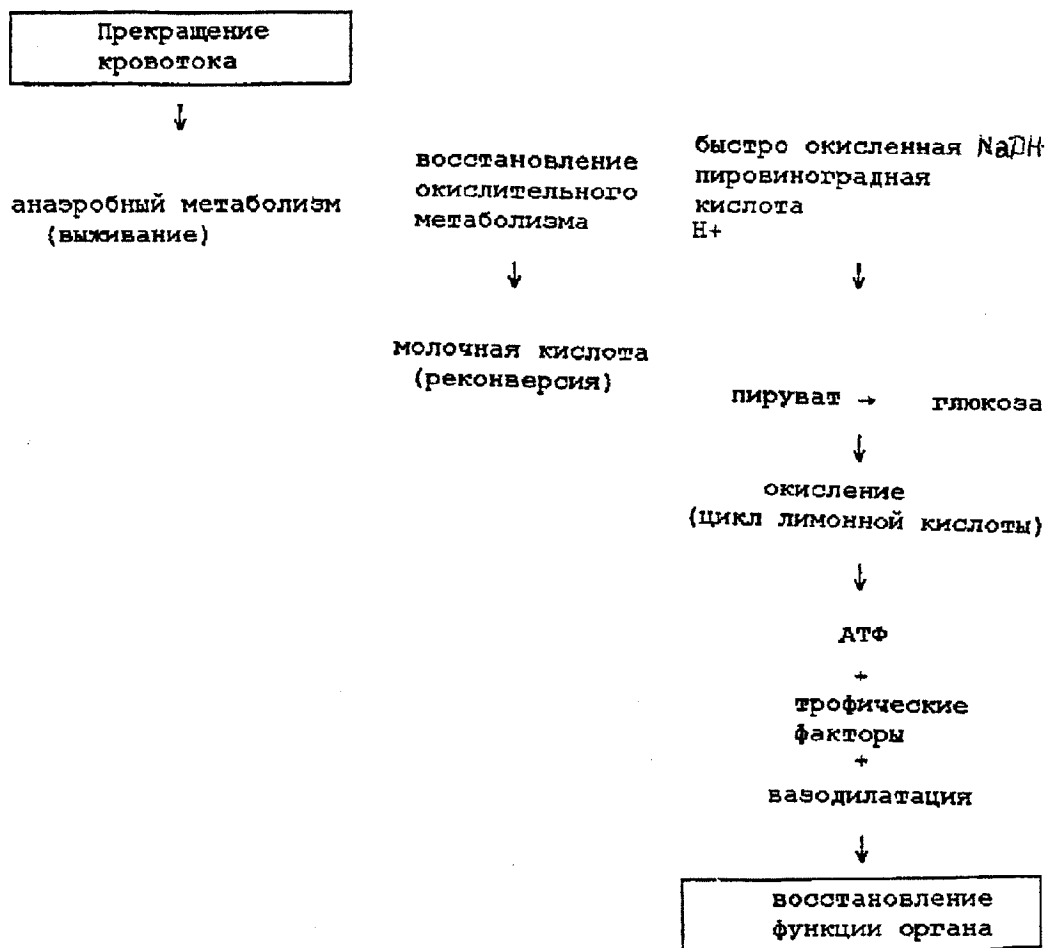 Прекращение
кровотока
↓
анаэробный метаболизм
(выживание)
восстановление
окислительного
метаболизма
↓
молочная кислота
(реконверсия)
быстро окисленная NaDH
пировиноградная
кислота
H+
↓
пируват → глюкоза
↓
окисление
(цикл лимонной кислоты)
↓
АТФ
+
трофические
факторы
+
вазодилатация
↓
восстановление
функции органа